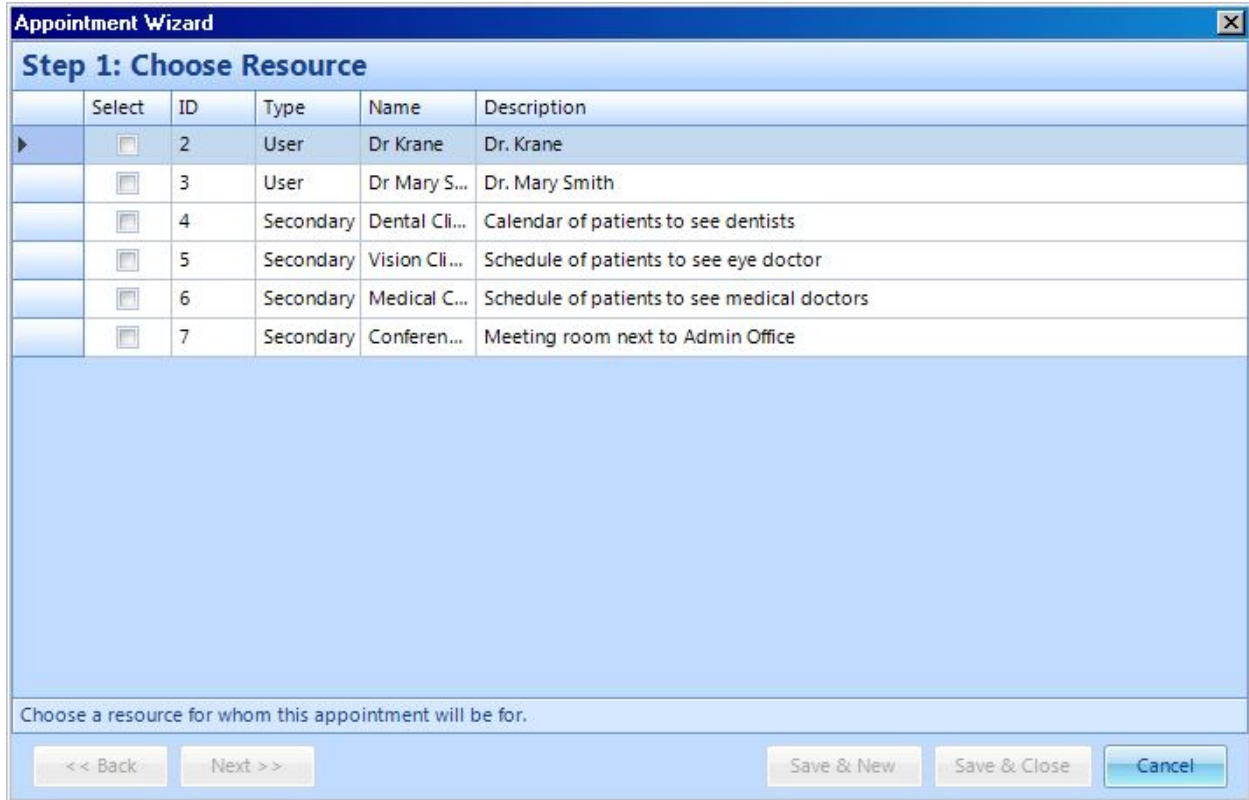 Appointment Wizard
Step 1: Choose Resource
Select ID Type Name Description
2 User Dr Krane Dr. Krane
3 User Dr Mary S... Dr. Mary Smith
4 Secondary Dental Cli... Calendar of patients to see dentists
5 Secondary Vision Cli... Schedule of patients to see eye doctor
6 Secondary Medical C... Schedule of patients to see medical doctors
7 Secondary Conferen... Meeting room next to Admin Office
Choose a resource for whom this appointment will be for.
<< Back Next >> Save & New Save & Close Cancel